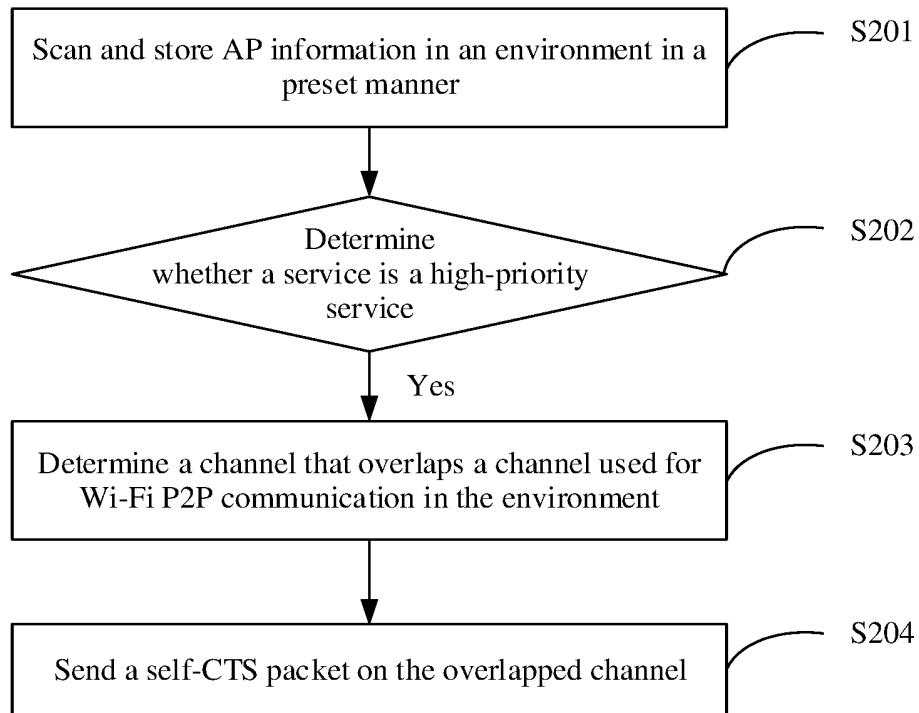 Scan and store AP information in an environment in a
preset manner
S201
Determine
whether a service is a high-priority
service
S202
Yes
Determine a channel that overlaps a channel used for
Wi-Fi P2P communication in the environment
S203
Send a self-CTS packet on the overlapped channel
S204